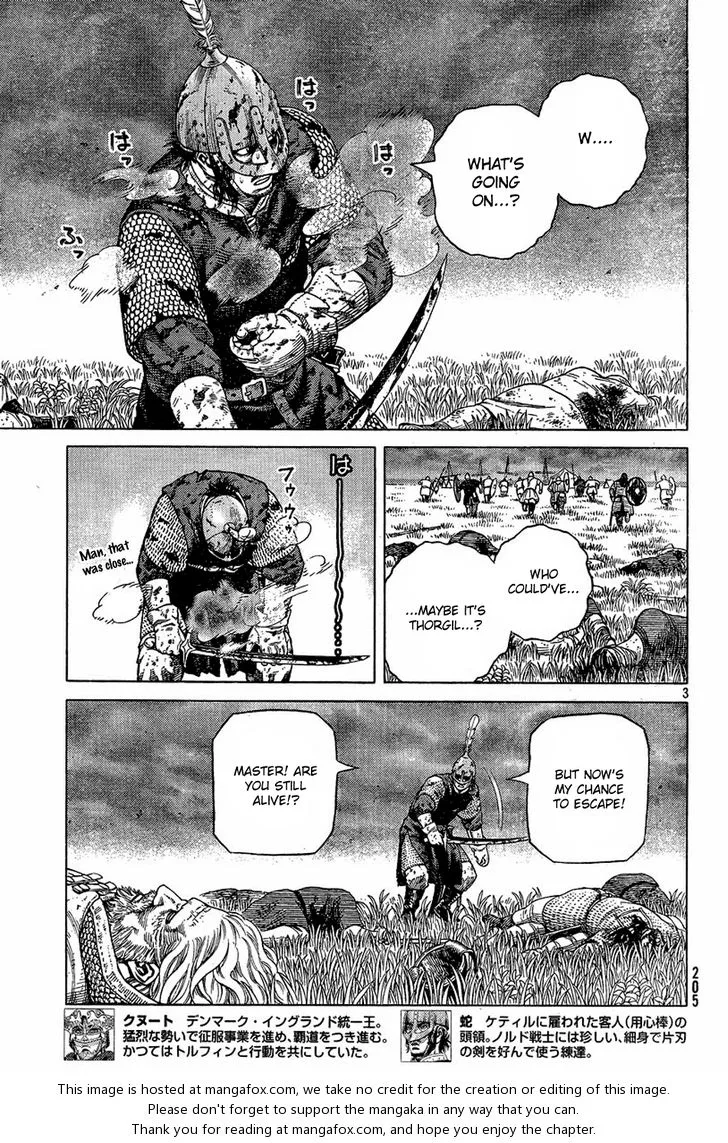 W....
WHAT'S
GOING
ON...?
はっ
はっ
はっ
ふっ
WHO
COULD'VE...
...MAYBE IT'S
THORGIL...?
は
フゥウゥ
Man, that
was close...
3
BUT NOW'S
MY CHANCE
TO ESCAPE!
MASTER! ARE
YOU STILL
ALIVE!?
205
クヌート デンマーク・イングランド統一王。
猛烈な勢いで征服事業を進め、覇道をつき進む。
かつてはトルフィンと行動を共にしていた。
蛇 ケティルに雇われた客人(用心棒)の
頭領。ノルド戦士には珍しい、細身で片刃
の剣を好んで使う練達。
This image is hosted at mangafox.com, we take no credit for the creation or editing of this image.
Please don't forget to support the mangaka in any way that you can.
Thank you for reading at mangafox.com, and hope you enjoy the chapter.